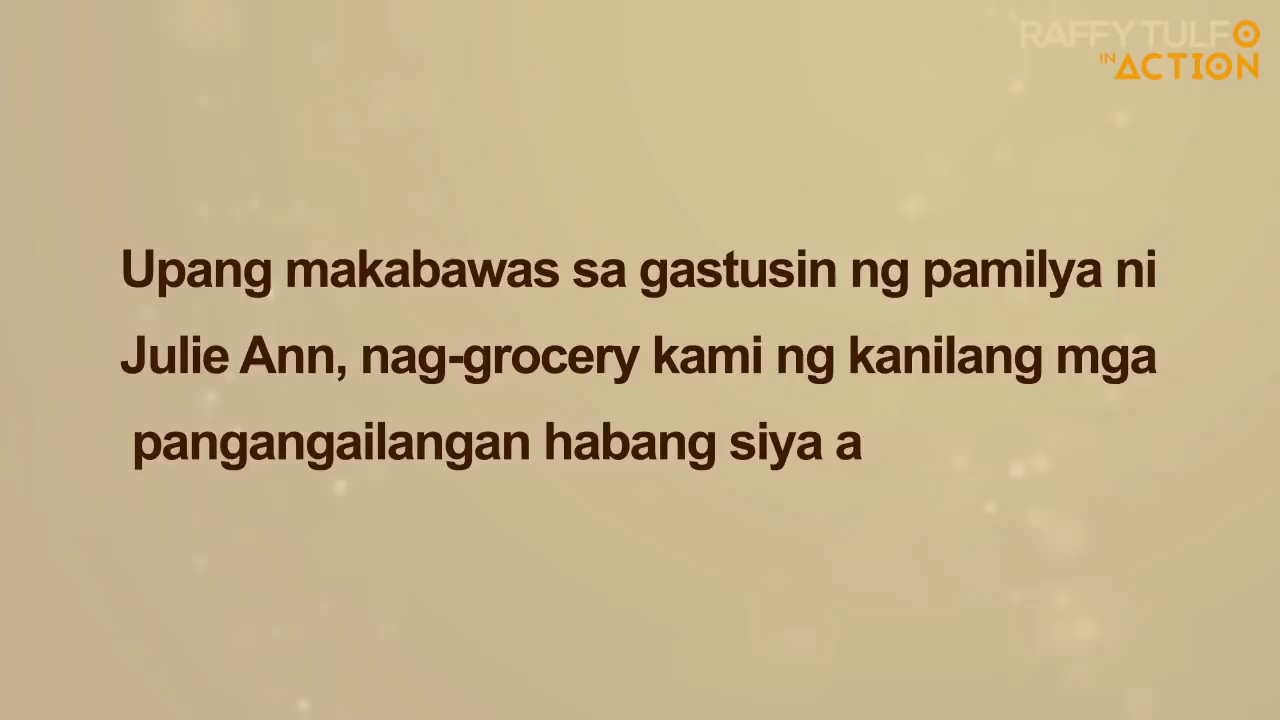 RAFFY TULFO
IN ACTION
Upang makabawas sa gastusin ng pamilya ni
Julie Ann, nag-grocery kami ng kanilang mga
pangangailangan habang siya a